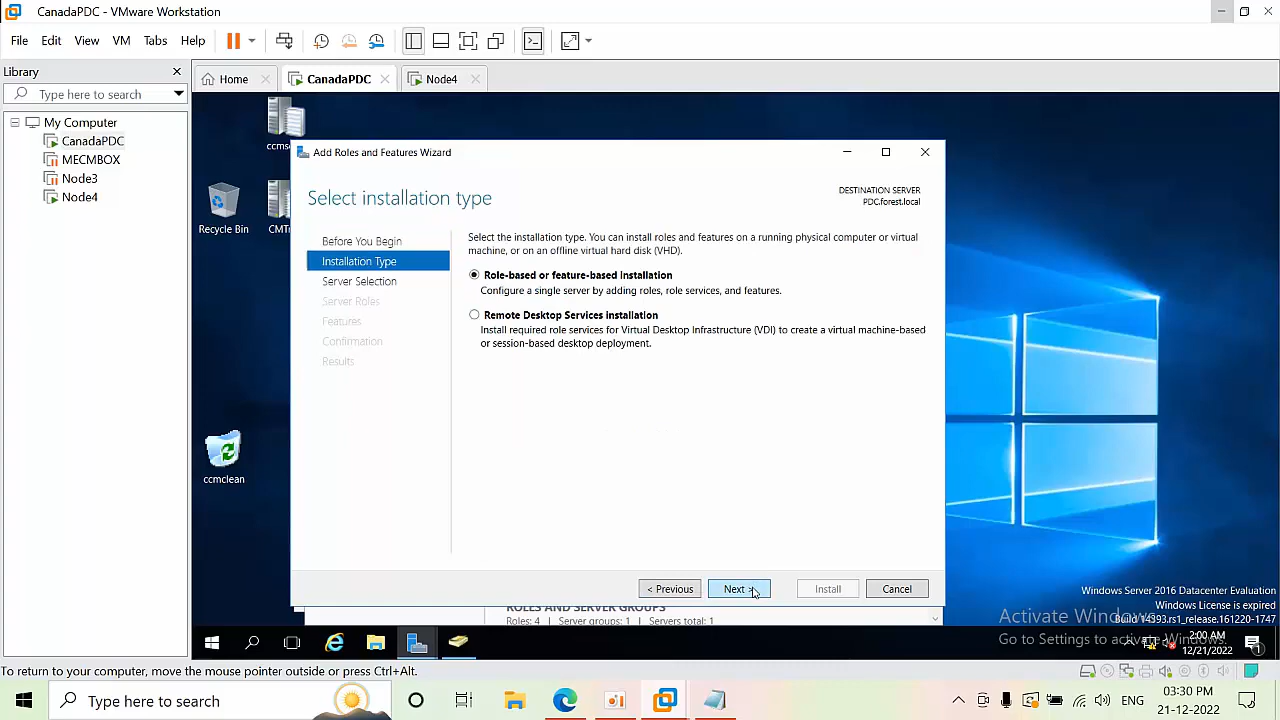 CanadaPDC - VMware Workstation
File Edit View VM Tabs Help
Library
Type here to search
My Computer
CanadaPDC
MECMBOX
Node3
Node4
Home
CanadaPDC
Node4
Recycle Bin
ccmclean
Add Roles and Features Wizard
Select installation type
DESTINATION SERVER
PDC.forest.local
Before You Begin
Installation Type
Server Selection
Server Roles
Features
Confirmation
Results
Select the installation type. You can install roles and features on a running physical computer or virtual
machine, or on an offline virtual hard disk (VHD).
Role-based or feature-based installation
Configure a single server by adding roles, role services, and features.
Remote Desktop Services installation
Install required role services for Virtual Desktop Infrastructure (VDI) to create a virtual machine-based
or session-based desktop deployment.
< Previous
Next >
Install
Cancel
ROLES AND SERVER GROUPS
Roles: 4 | Server groups: 1 | Servers total: 1
Windows Server 2016 Datacenter Evaluation
Windows License is expired
Build 14393.rs1_release.161220-1747
Activate Windows
Go to Settings to activate Windows.
2:00 AM
12/21/2022
1
To return to your computer, move the mouse pointer outside or press Ctrl+Alt.
Type here to search
ENG
03:30 PM
21-12-2022